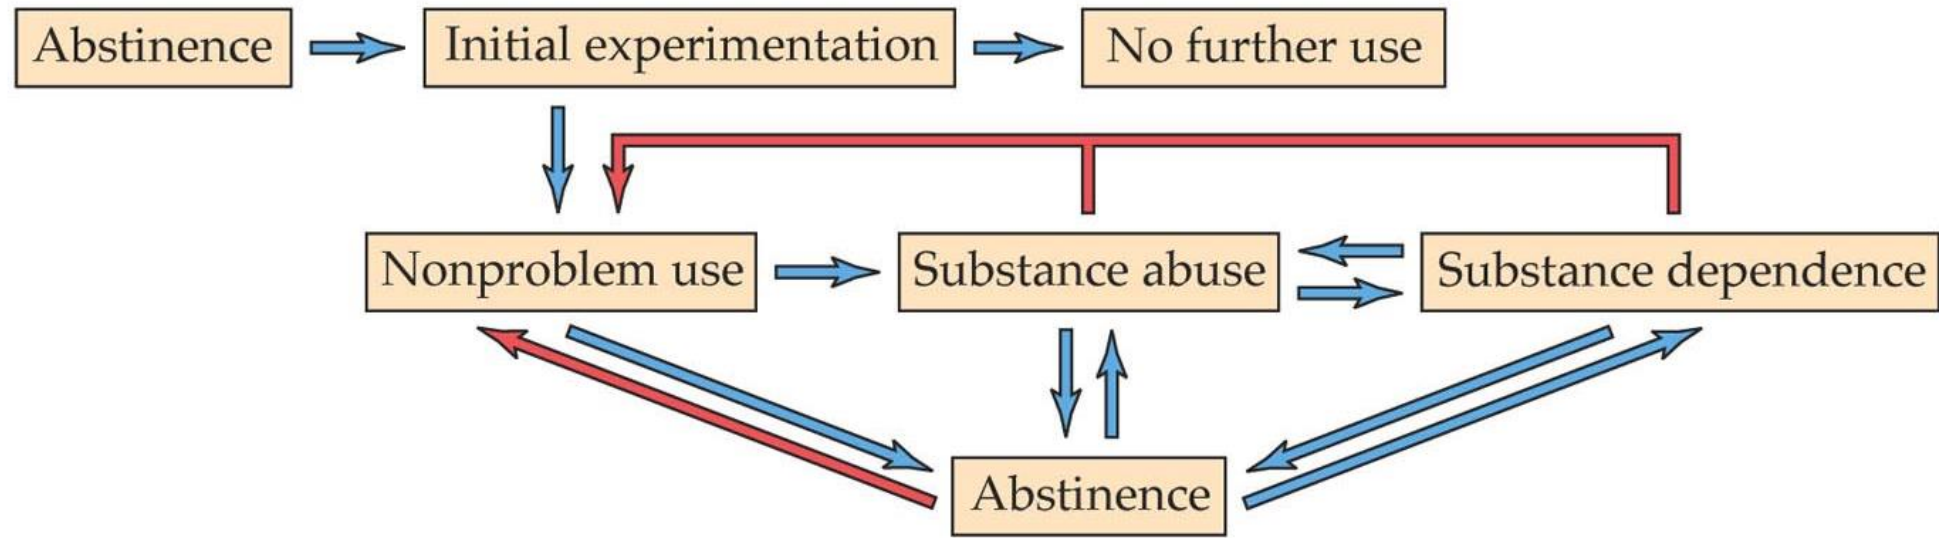 Abstinence
Initial experimentation
No further use
Nonproblem use
Substance abuse
Substance dependence
Abstinence